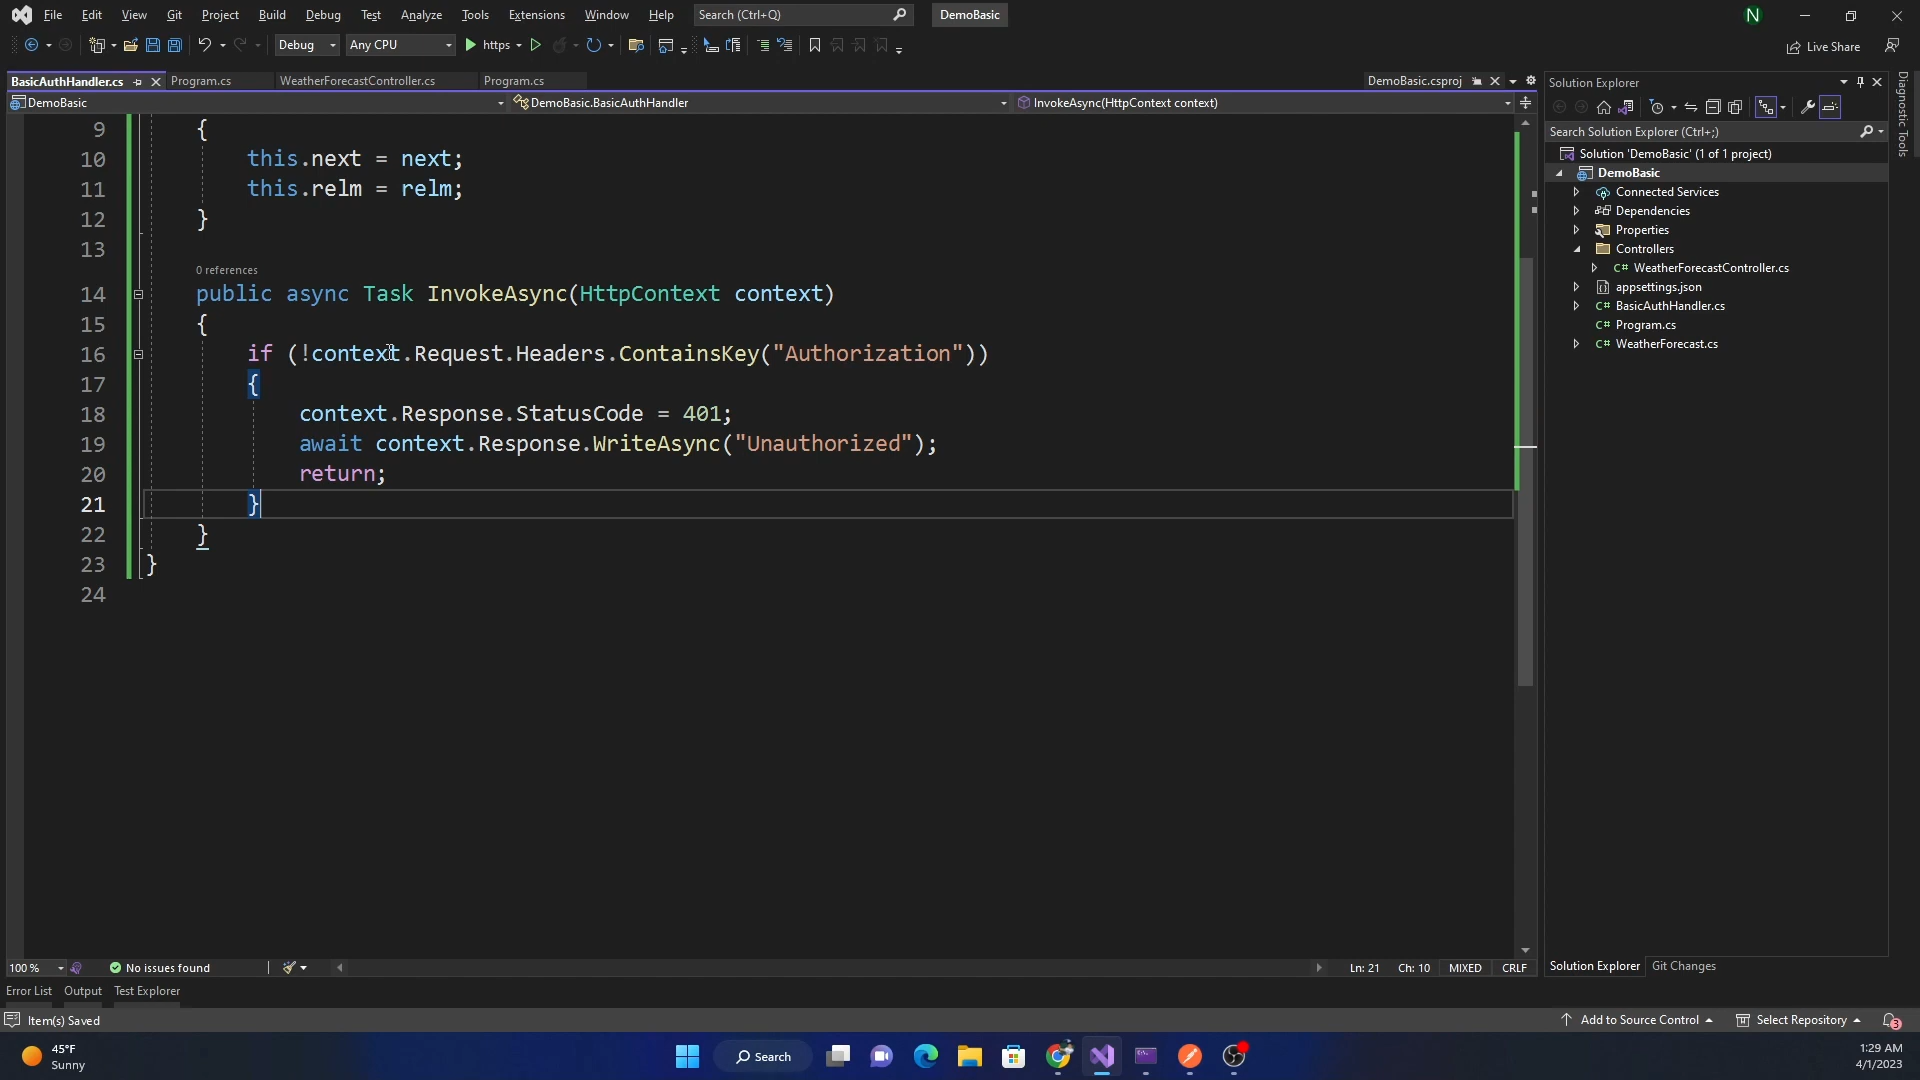 File Edit View Git Project Build Debug Test Analyze Tools Extensions Window Help Search (Ctrl+Q) DemoBasic N
Debug Any CPU https Live Share
BasicAuthHandler.cs Program.cs WeatherForecastController.cs Program.cs DemoBasic.csproj
DemoBasic DemoBasic.BasicAuthHandler InvokeAsync(HttpContext context)
9 {
10 this.next = next;
11 this.relm = relm;
12 }
13
0 references
14 public async Task InvokeAsync(HttpContext context)
15 {
16 if (!context.Request.Headers.ContainsKey("Authorization"))
17 {
18 context.Response.StatusCode = 401;
19 await context.Response.WriteAsync("Unauthorized");
20 return;
21 }
22 }
23 }
24
100 % No issues found Ln: 21 Ch: 10 MIXED CRLF
Error List Output Test Explorer
Solution Explorer
Search Solution Explorer (Ctrl+;)
Solution 'DemoBasic' (1 of 1 project)
DemoBasic
Connected Services
Dependencies
Properties
Controllers
C# WeatherForecastController.cs
appsettings.json
C# BasicAuthHandler.cs
C# Program.cs
C# WeatherForecast.cs
Solution Explorer Git Changes
Diagnostic Tools
Item(s) Saved Add to Source Control Select Repository 3
45°F
Sunny
Search
1:29 AM
4/1/2023